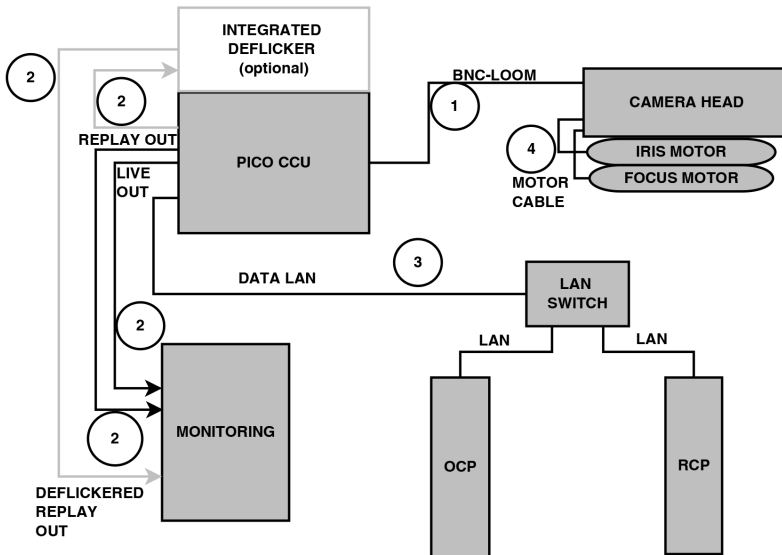 INTEGRATED
DEFLICKER
(optional)
2
2
BNC-LOOM
1
CAMERA HEAD
REPLAY OUT
PICO CCU
LIVE
OUT
4
IRIS MOTOR
FOCUS MOTOR
MOTOR
CABLE
DATA LAN
3
LAN
SWITCH
2
LAN
LAN
2
MONITORING
OCP
RCP
DEFLICKERED
REPLAY
OUT